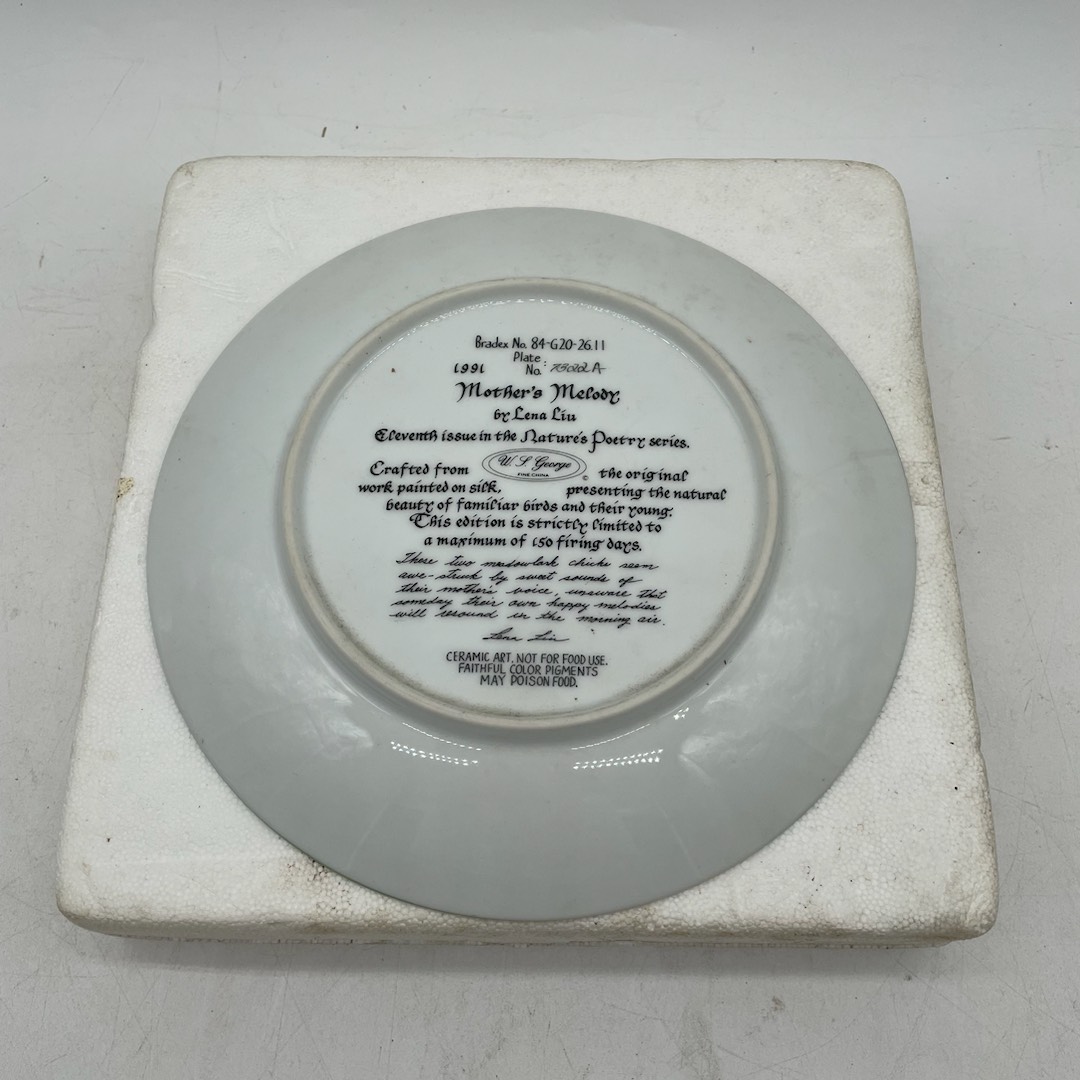 Bradex No. 84-G20-26.11
Plate
1991 No. 7302LA
Mother's Melody
by Lena Liu
Eleventh issue in the Nature's Poetry series.
Crafted from W. S. George FINE CHINA © the original
work painted on silk, presenting the natural
beauty of familiar birds and their young.
This edition is strictly limited to
a maximum of 150 firing days.
These two meadowlark chicks seem
awe-struck by sweet sounds of
their mother's voice, unaware that
someday their own happy melodies
will resound in the morning air.
Lena Liu
CERAMIC ART. NOT FOR FOOD USE.
FAITHFUL COLOR PIGMENTS
MAY POISON FOOD.